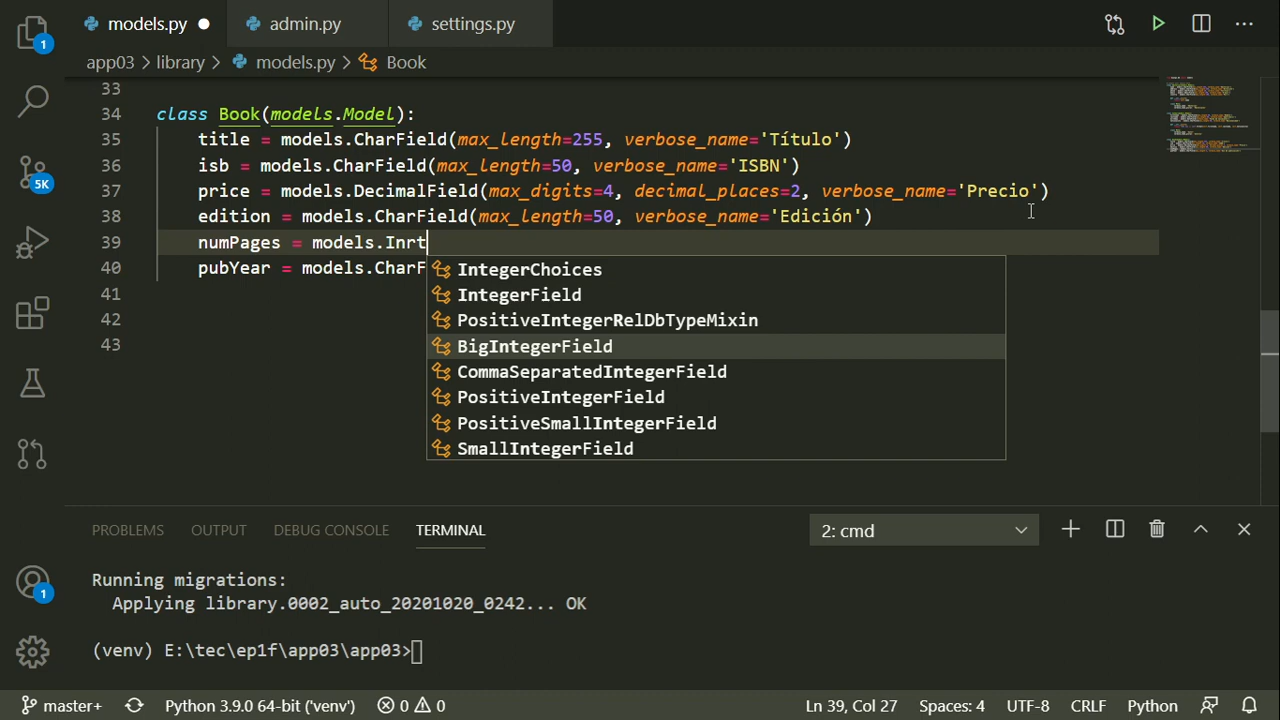 models.py admin.py settings.py
1
app03 > library > models.py > Book
33
34 class Book(models.Model):
35 title = models.CharField(max_length=255, verbose_name='Título')
36 isb = models.CharField(max_length=50, verbose_name='ISBN')
37 price = models.DecimalField(max_digits=4, decimal_places=2, verbose_name='Precio')
5K
38 edition = models.CharField(max_length=50, verbose_name='Edición')
39 numPages = models.Inrt
40 pubYear = models.CharF
IntegerChoices
41
IntegerField
42
PositiveIntegerRelDbTypeMixin
43
BigIntegerField
CommaSeparatedIntegerField
PositiveIntegerField
PositiveSmallIntegerField
SmallIntegerField
PROBLEMS OUTPUT DEBUG CONSOLE TERMINAL 2: cmd
Running migrations:
1
Applying library.0002_auto_20201020_0242... OK
(venv) E:\tec\ep1f\app03\app03>
master+ Python 3.9.0 64-bit ('venv') 0 0 Ln 39, Col 27 Spaces: 4 UTF-8 CRLF Python